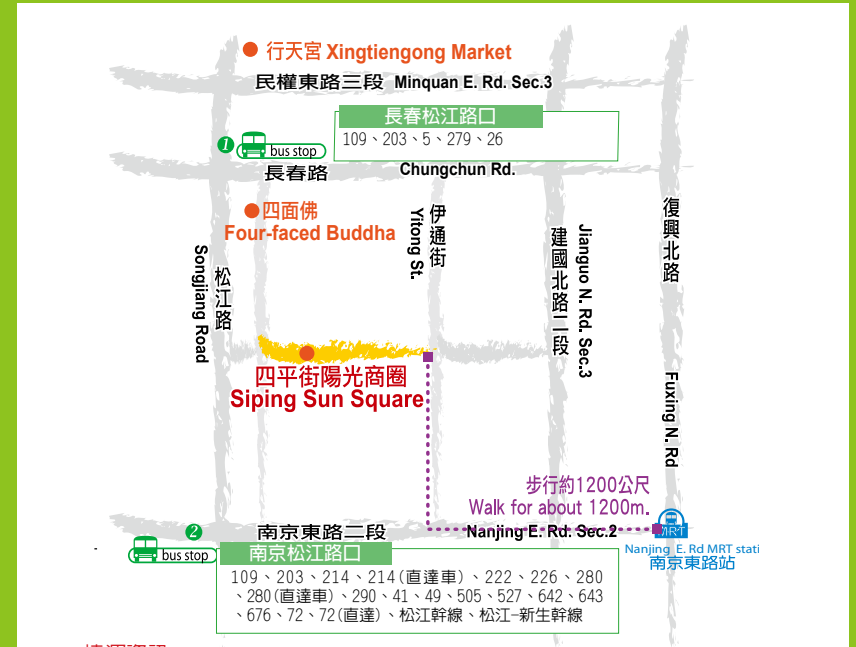 行天宮 Xingtiengong Market
民權東路三段 Minquan E. Rd. Sec.3
長春松江路口
109、203、5、279、26
1
bus stop
長春路
Chungchun Rd.
四面佛
Four-faced Buddha
Yitong St.
伊通街
復興北路
建國北路二段
Jianguo N. Rd. Sec.3
Songjiang Road
松江路
四平街陽光商圈
Siping Sun Square
Fuxing N. Rd
步行約1200公尺
Walk for about 1200m.
2
南京東路二段
Nanjing E. Rd. Sec.2
MRT
Nanjing E. Rd MRT stati
南京東路站
bus stop
南京松江路口
109、203、214、214(直達車)、222、226、280
、280(直達車)、290、41、49、505、527、642、643
、676、72、72(直達)、松江幹線、松江-新生幹線